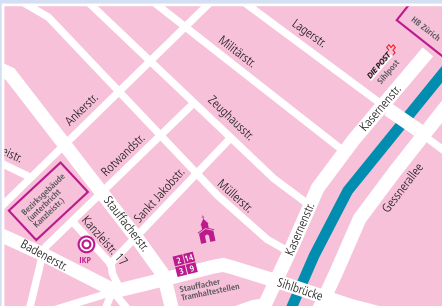 HB Zürich
Lagerstr.
Militärstr.
DIE POST
Sihlpost
Kasernenstr.
Ankerstr.
Zeughausstr.
Rotwandstr.
eistr.
Gessnerallee
Bezirksgebäude
(unterbricht
Kanzleistr.)
Sankt Jakobstr.
Müllerstr.
Stauffacherstr.
Kasernenstr.
Kanzleistr. 17
IKP
Badenerstr.
2 14
3 9
Stauffacher
Tramhaltestellen
Sihlbrücke